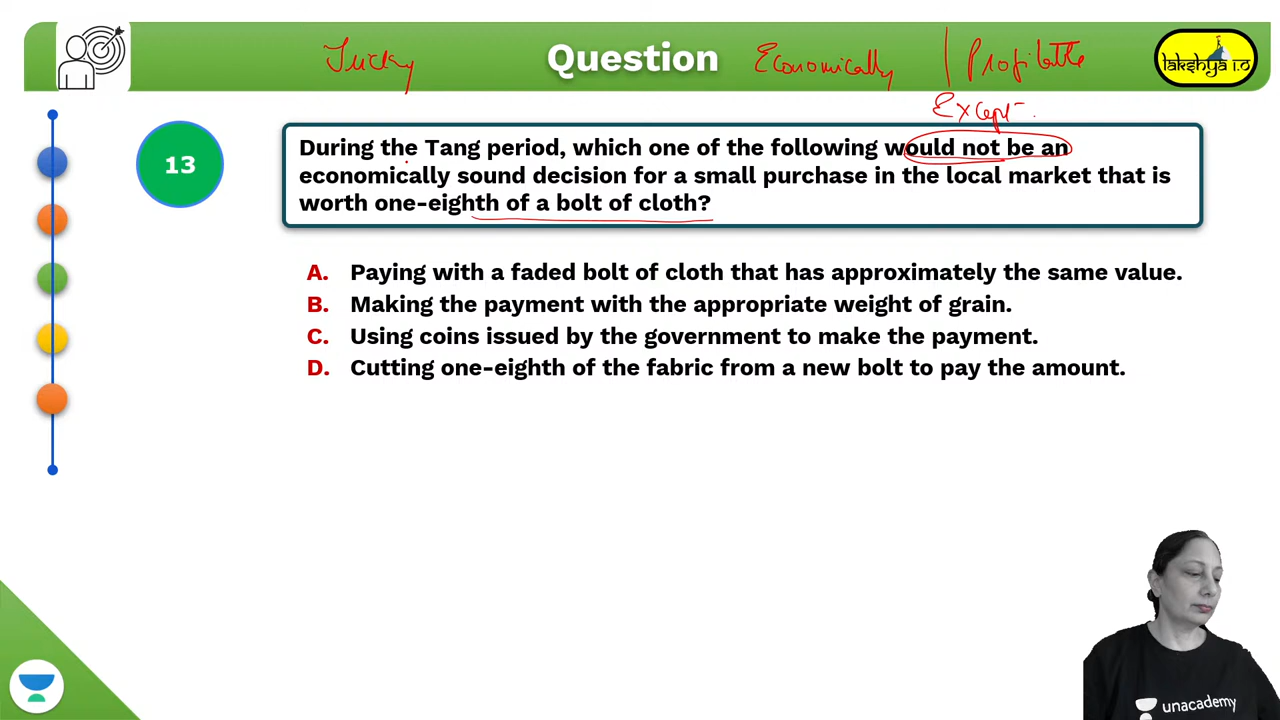 Tricky
Question
Economically | Profitable
Except
lakshya i.o
13
During the Tang period, which one of the following would not be an
economically sound decision for a small purchase in the local market that is
worth one-eighth of a bolt of cloth?
A. Paying with a faded bolt of cloth that has approximately the same value.
B. Making the payment with the appropriate weight of grain.
C. Using coins issued by the government to make the payment.
D. Cutting one-eighth of the fabric from a new bolt to pay the amount.
unacademy